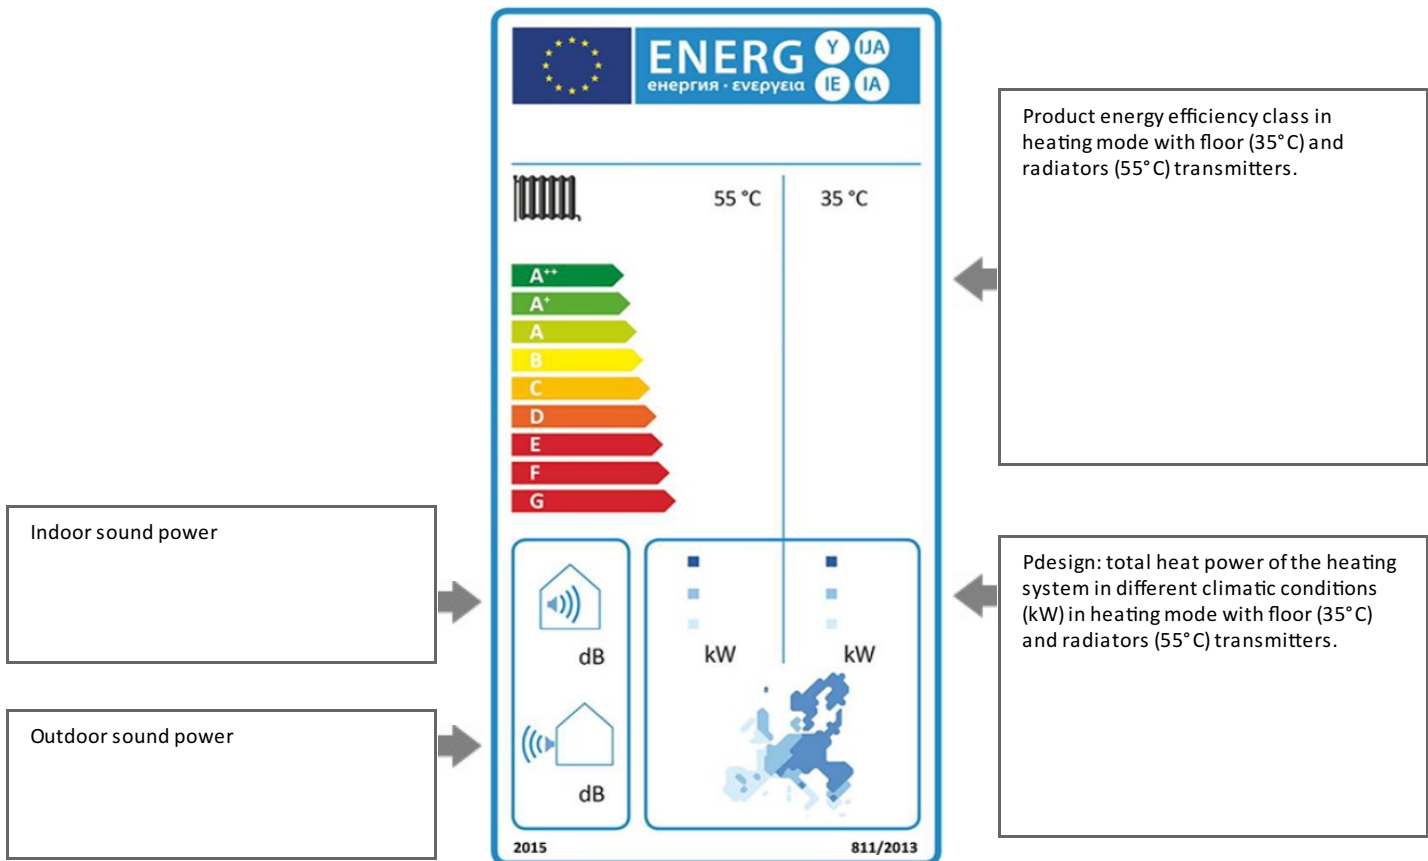 ENERG Y IJA
енергия · ενεργεια IE IA
Product energy efficiency class in
heating mode with floor (35°C) and
radiators (55°C) transmitters.
55 °C 35 °C
A++
A+
A
B
C
D
E
F
G
Indoor sound power
dB
Outdoor sound power
dB
kW kW
Pdesign: total heat power of the heating
system in different climatic conditions
(kW) in heating mode with floor (35°C)
and radiators (55°C) transmitters.
2015 811/2013